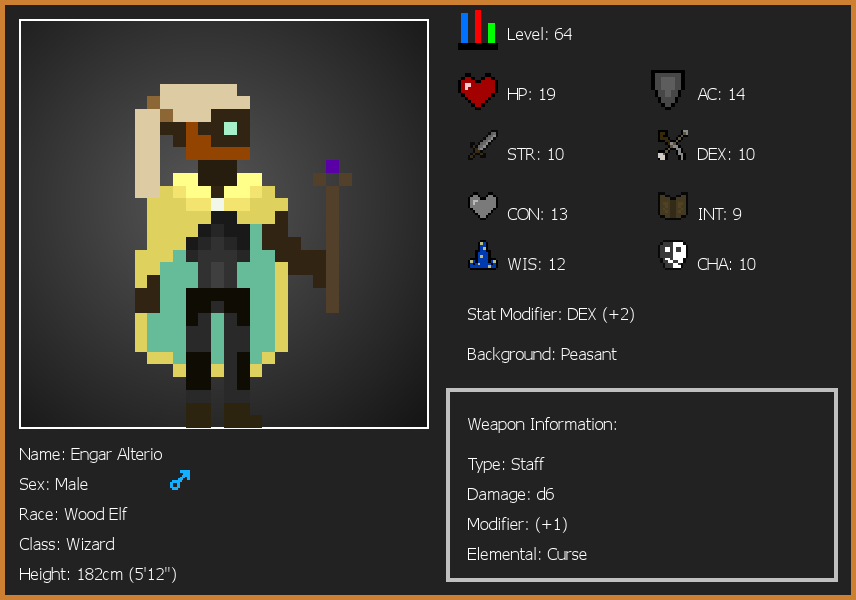 Level: 64
HP: 19
AC: 14
STR: 10
DEX: 10
CON: 13
INT: 9
WIS: 12
CHA: 10
Stat Modifier: DEX (+2)
Background: Peasant
Weapon Information:
Type: Staff
Damage: d6
Modifier: (+1)
Elemental: Curse
Name: Engar Alterio
Sex: Male
Race: Wood Elf
Class: Wizard
Height: 182cm (5'12")